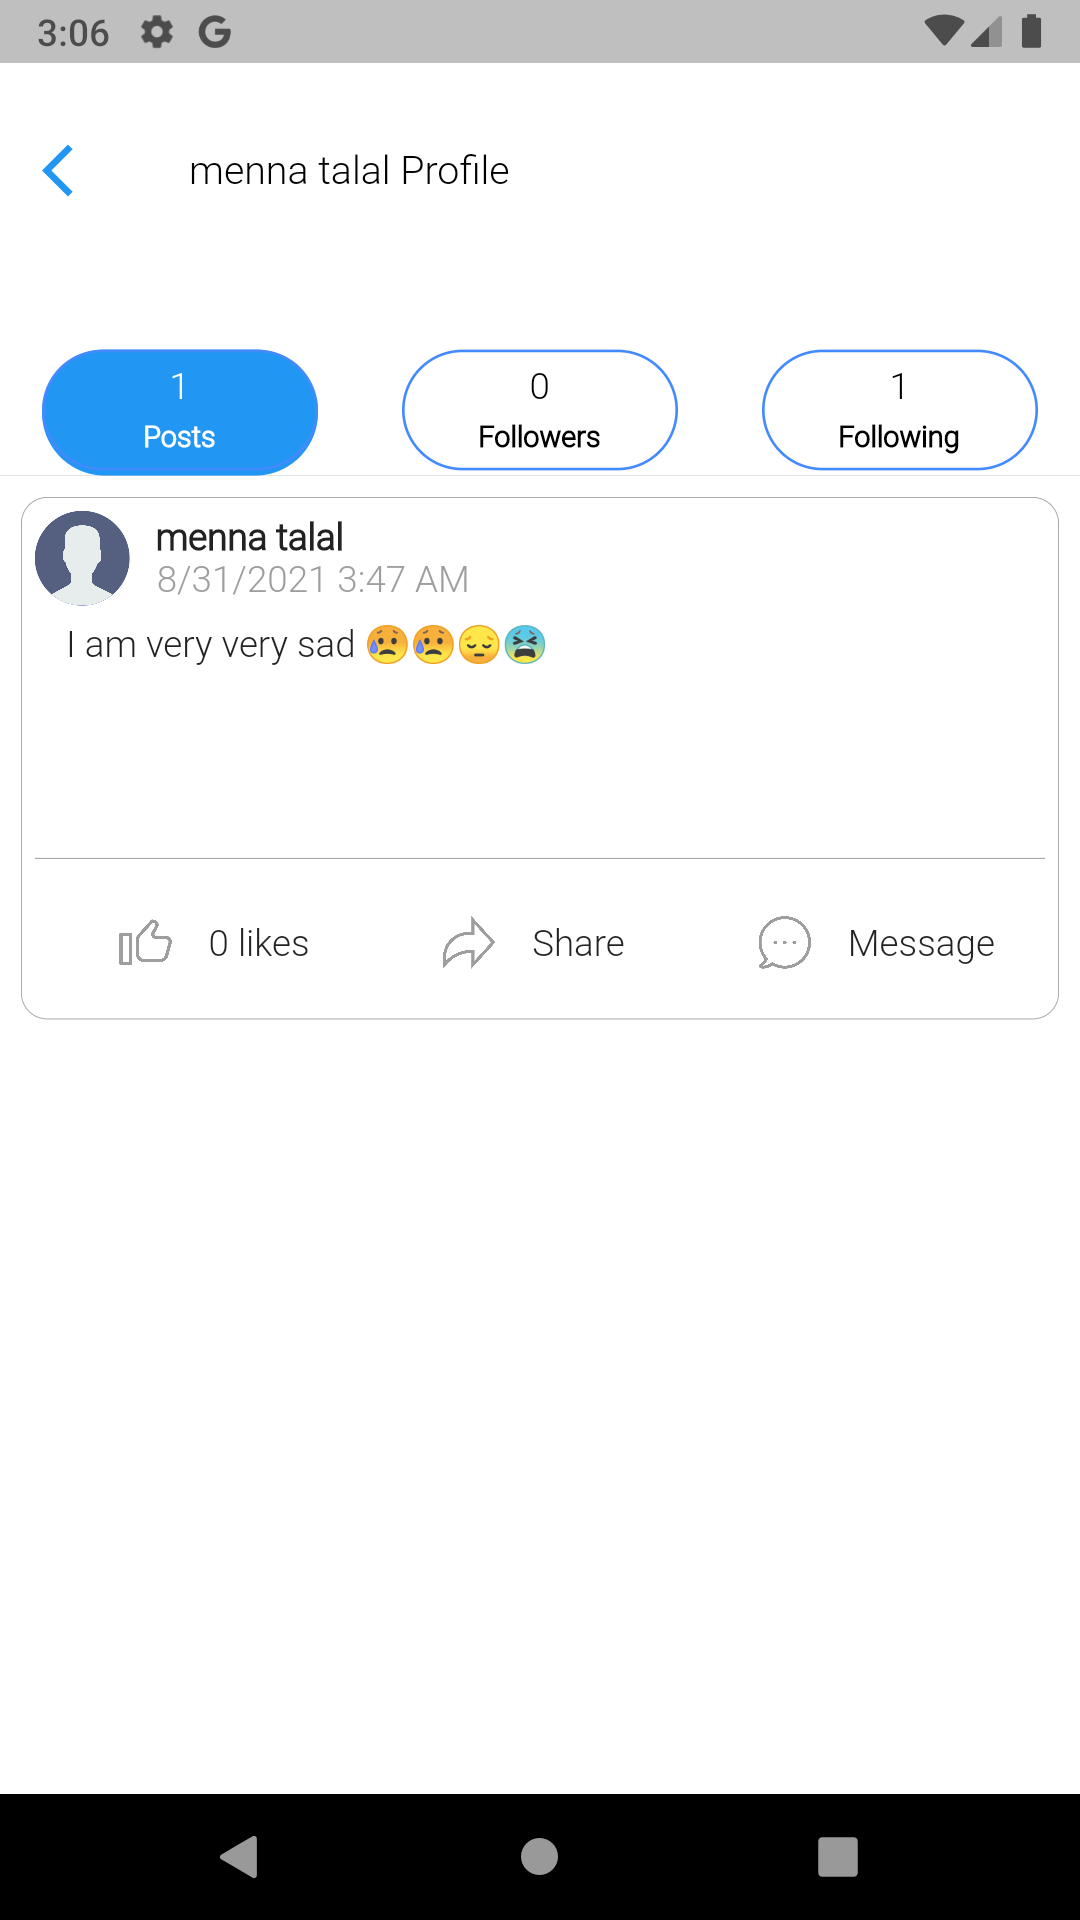 3:06
menna talal Profile
1
Posts
0
Followers
1
Following
menna talal
8/31/2021 3:47 AM
I am very very sad 😥😥😔😫
0 likes
Share
Message